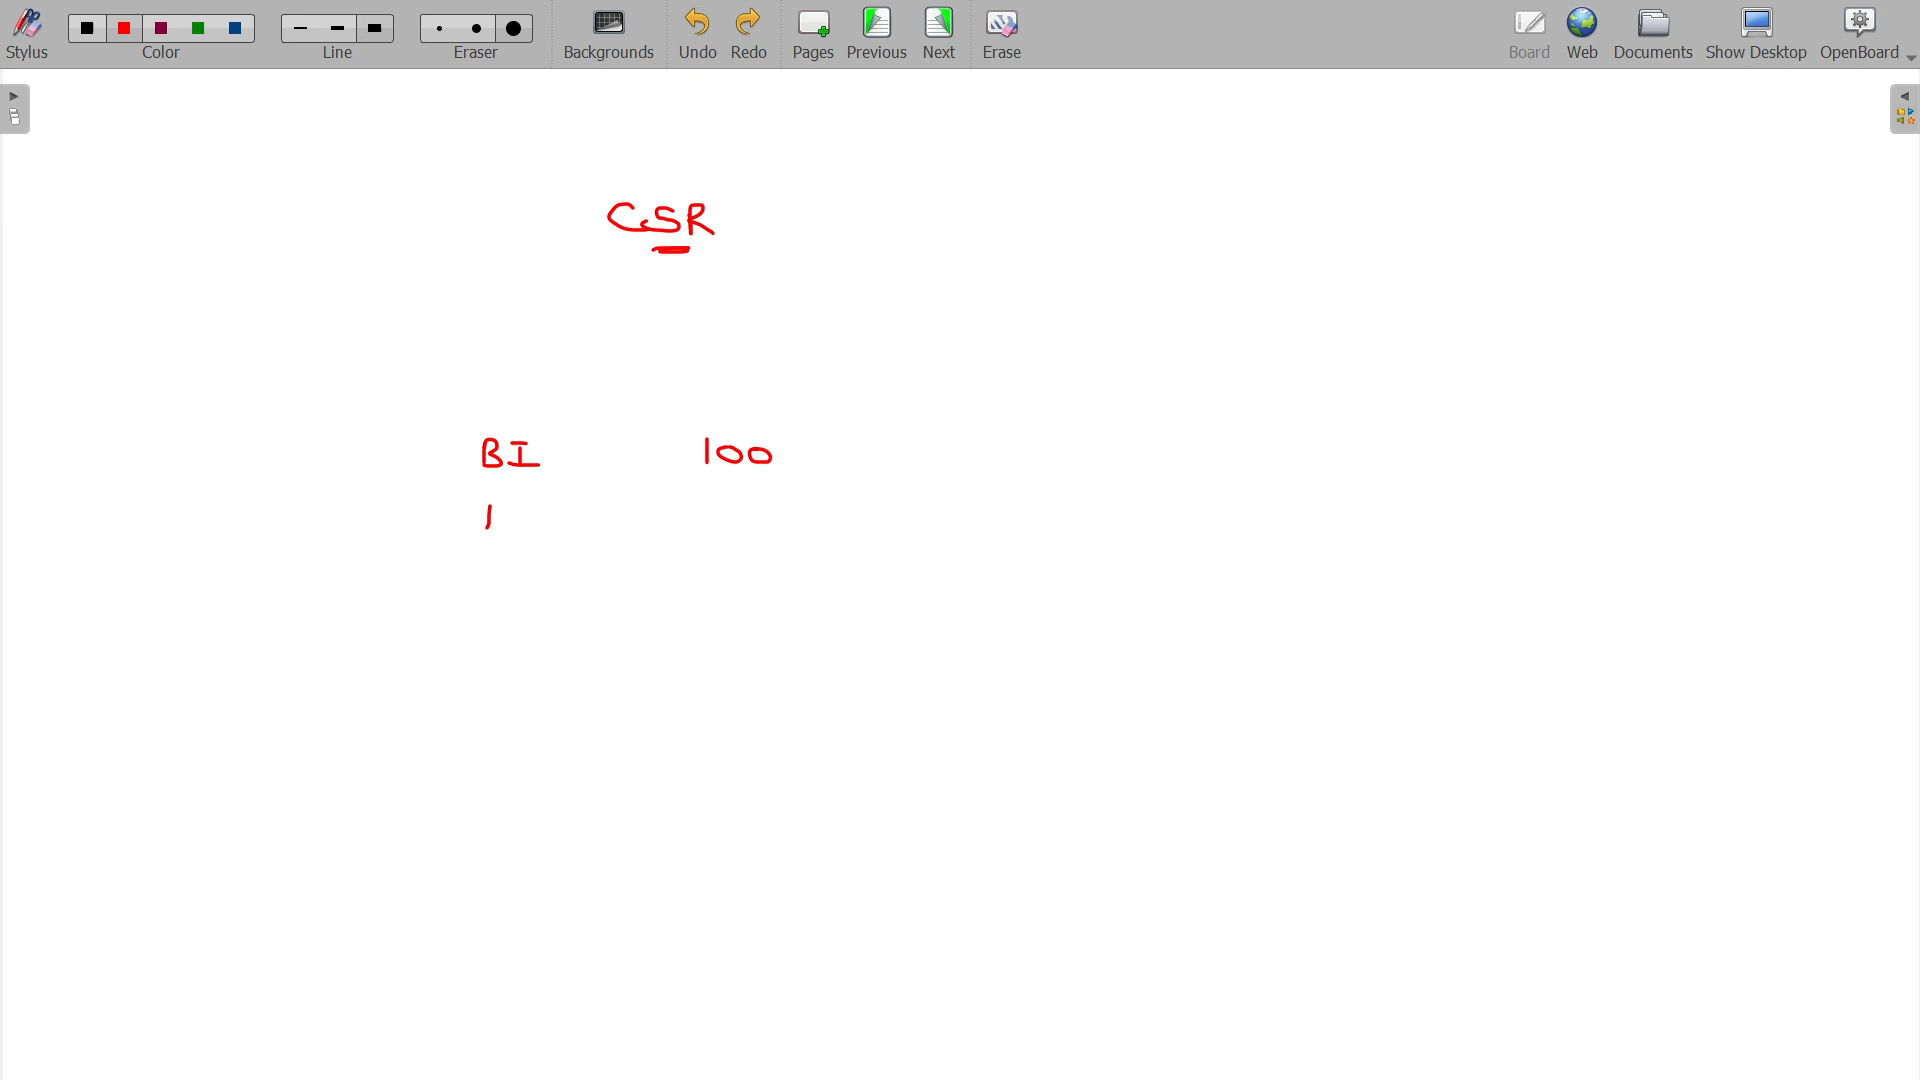 Stylus Color Line Eraser Backgrounds Undo Redo Pages Previous Next Erase Board Web Documents Show Desktop OpenBoard
CSR
BI 100